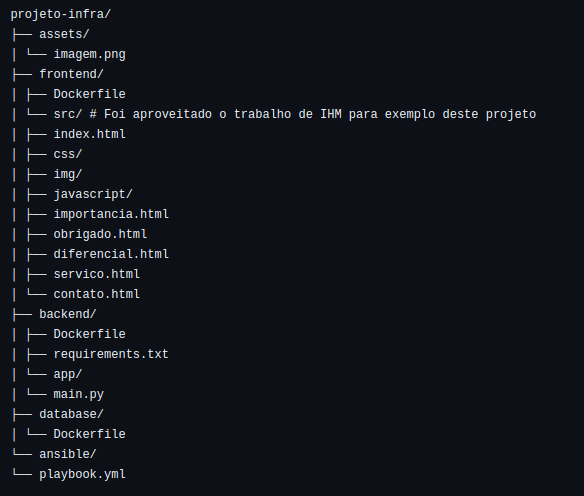 projeto-infra/
├── assets/
│ └── imagem.png
├── frontend/
│ ├── Dockerfile
│ └── src/ # Foi aproveitado o trabalho de IHM para exemplo deste projeto
│ ├── index.html
│ ├── css/
│ ├── img/
│ ├── javascript/
│ ├── importancia.html
│ ├── obrigado.html
│ ├── diferencial.html
│ ├── servico.html
│ └── contato.html
├── backend/
│ ├── Dockerfile
│ ├── requirements.txt
│ └── app/
│ └── main.py
├── database/
│ └── Dockerfile
└── ansible/
└── playbook.yml